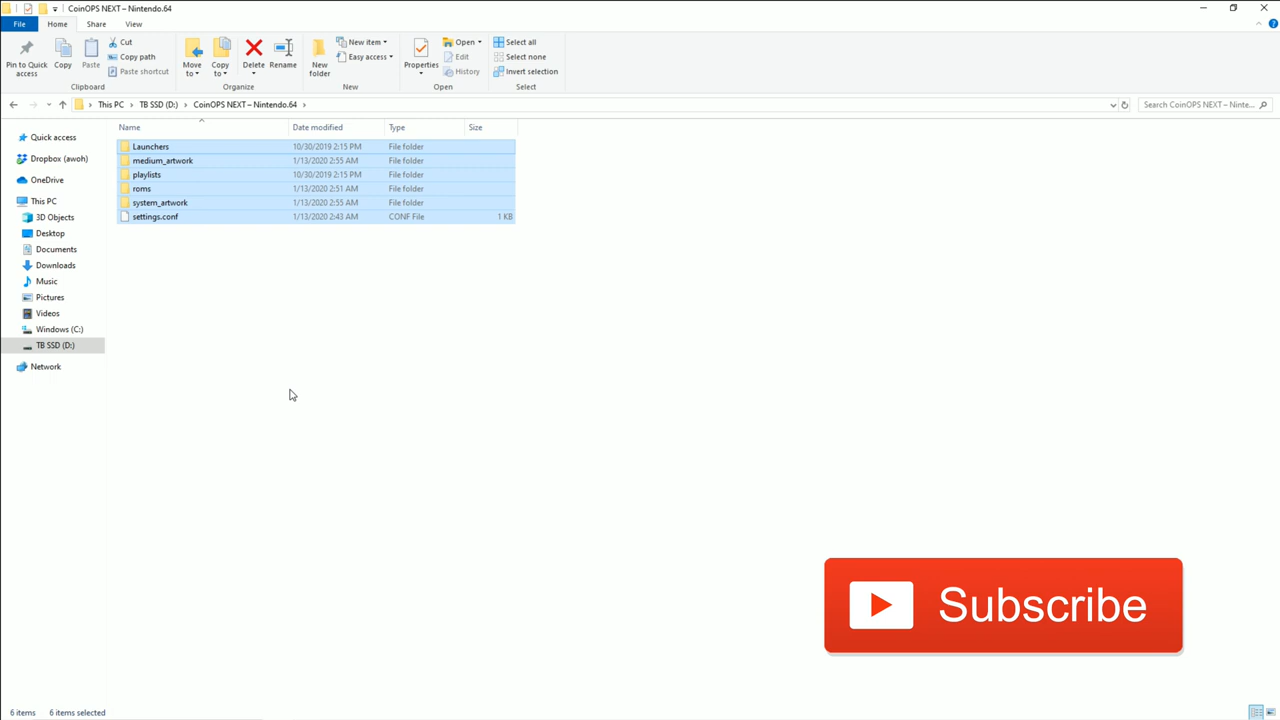 CoinOPS NEXT – Nintendo.64
File
Home
Share
View
Pin to Quick access
Copy
Paste
Cut
Copy path
Paste shortcut
Clipboard
Move to
Copy to
Delete
Rename
Organize
New folder
New item
Easy access
New
Properties
Open
Edit
History
Open
Select all
Select none
Invert selection
Select
This PC > TB SSD (D:) > CoinOPS NEXT – Nintendo.64 >
Search CoinOPS NEXT – Ninte...
Name Date modified Type Size
Quick access
Dropbox (awoh)
OneDrive
This PC
3D Objects
Desktop
Documents
Downloads
Music
Pictures
Videos
Windows (C:)
TB SSD (D:)
Network
Launchers 10/30/2019 2:15 PM File folder
medium_artwork 1/13/2020 2:55 AM File folder
playlists 10/30/2019 2:15 PM File folder
roms 1/13/2020 2:51 AM File folder
system_artwork 1/13/2020 2:55 AM File folder
settings.conf 1/13/2020 2:43 AM CONF File 1 KB
Subscribe
6 items 6 items selected